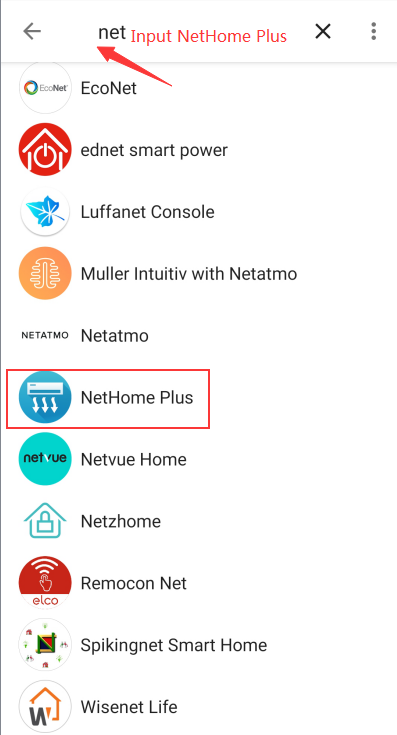 net Input NetHome Plus
EcoNet EcoNet
ednet smart power
Luffanet Console
Muller Intuitiv with Netatmo
NETATMO Netatmo
NetHome Plus
netvue Netvue Home
Netzhome
elco Remocon Net
Spikingnet Smart Home
W Wisenet Life